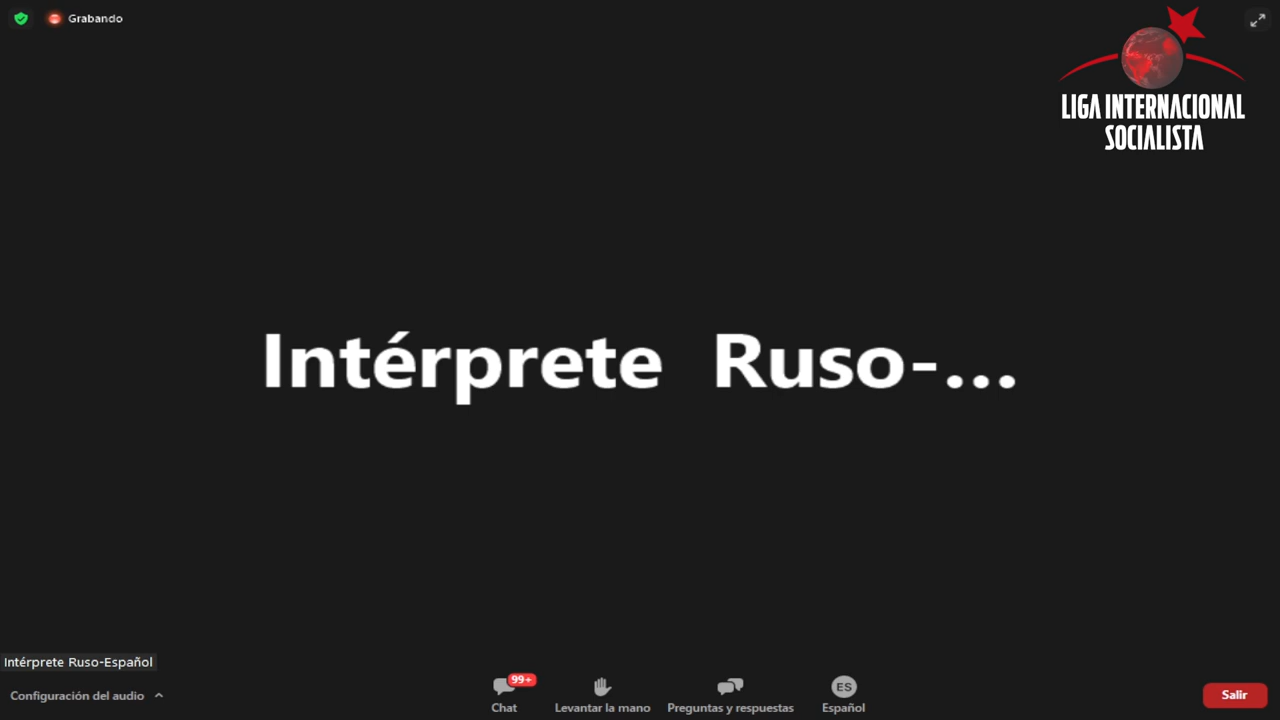 Grabando
LIGA INTERNACIONAL
SOCIALISTA
Intérprete Ruso-...
Intérprete Ruso-Español
Configuración del audio
99+
Chat
Levantar la mano
Preguntas y respuestas
ES
Español
Salir